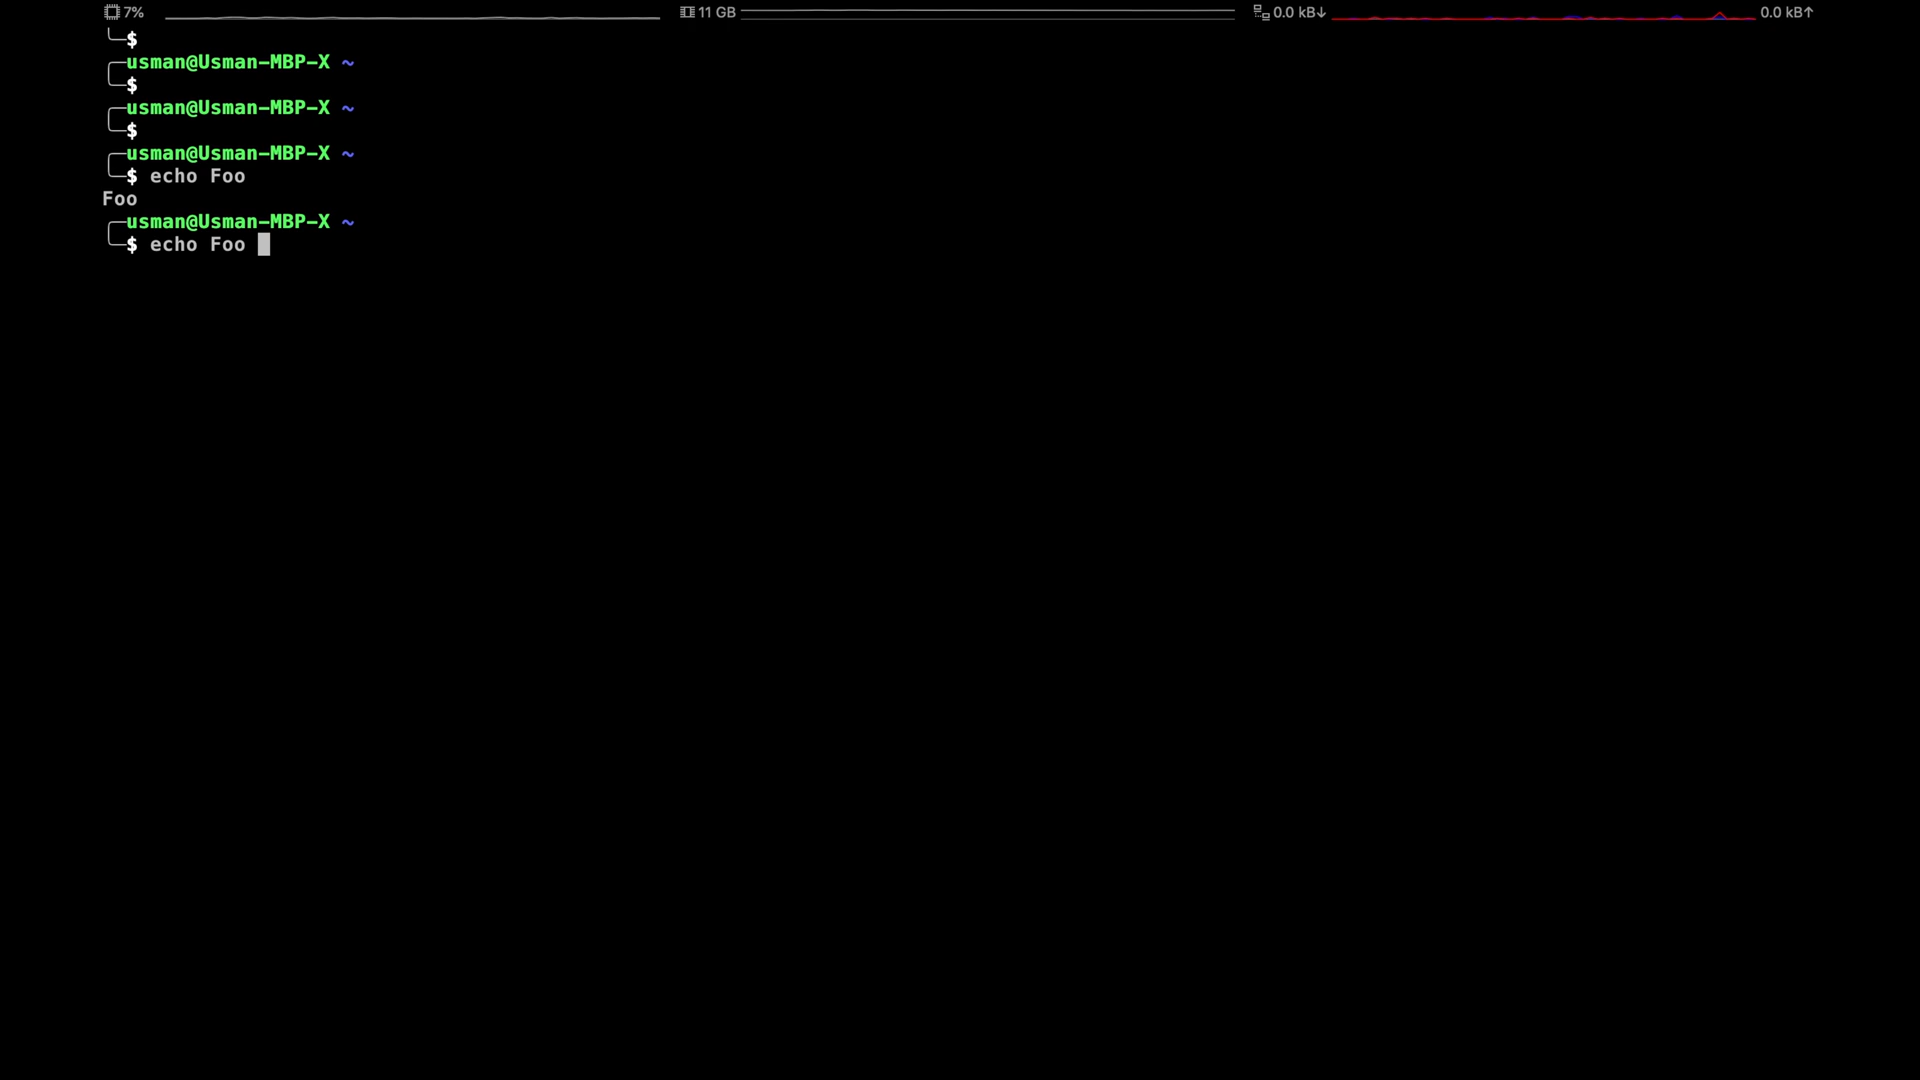 7% 11 GB 0.0 kB↓ 0.0 kB↑
$
usman@Usman-MBP-X ~
$
usman@Usman-MBP-X ~
$
usman@Usman-MBP-X ~
$ echo Foo
Foo
usman@Usman-MBP-X ~
$ echo Foo